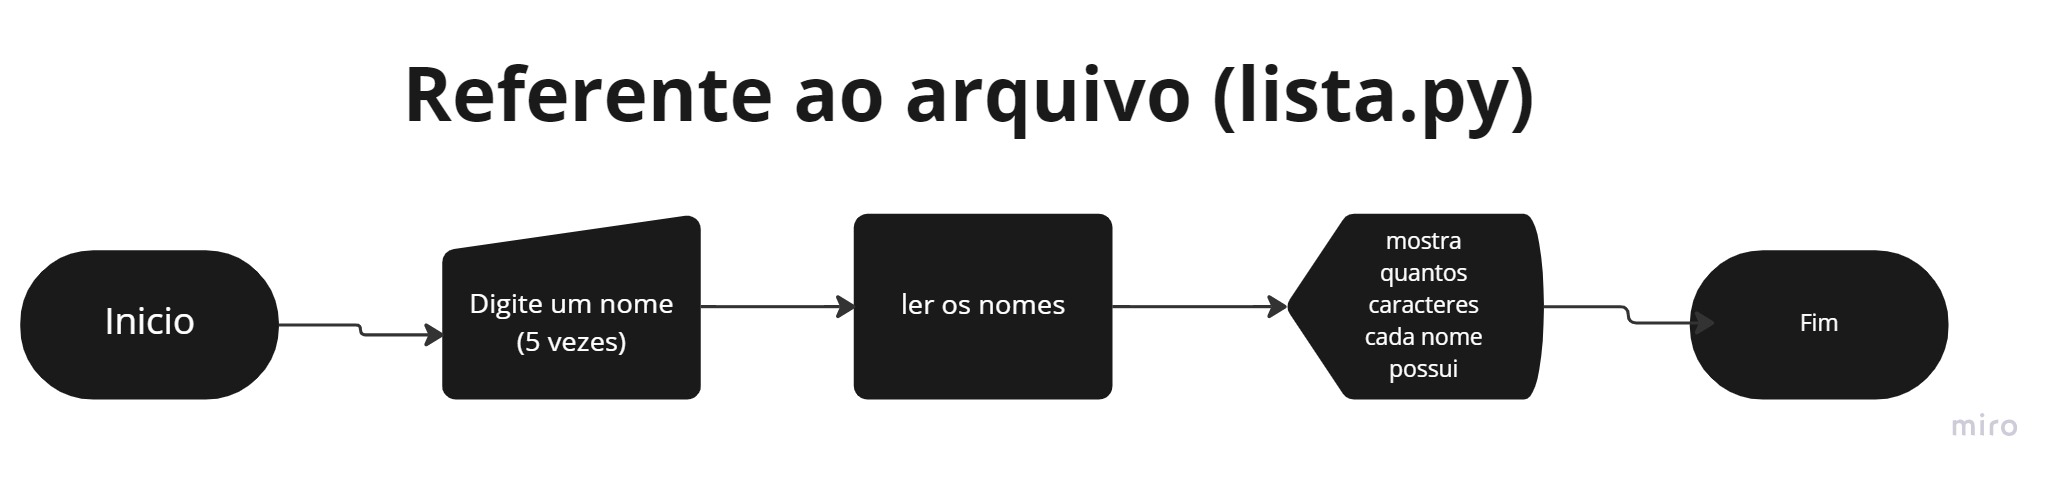 Referente ao arquivo (lista.py)
Inicio
Digite um nome
(5 vezes)
ler os nomes
mostra
quantos
caracteres
cada nome
possui
Fim
miro